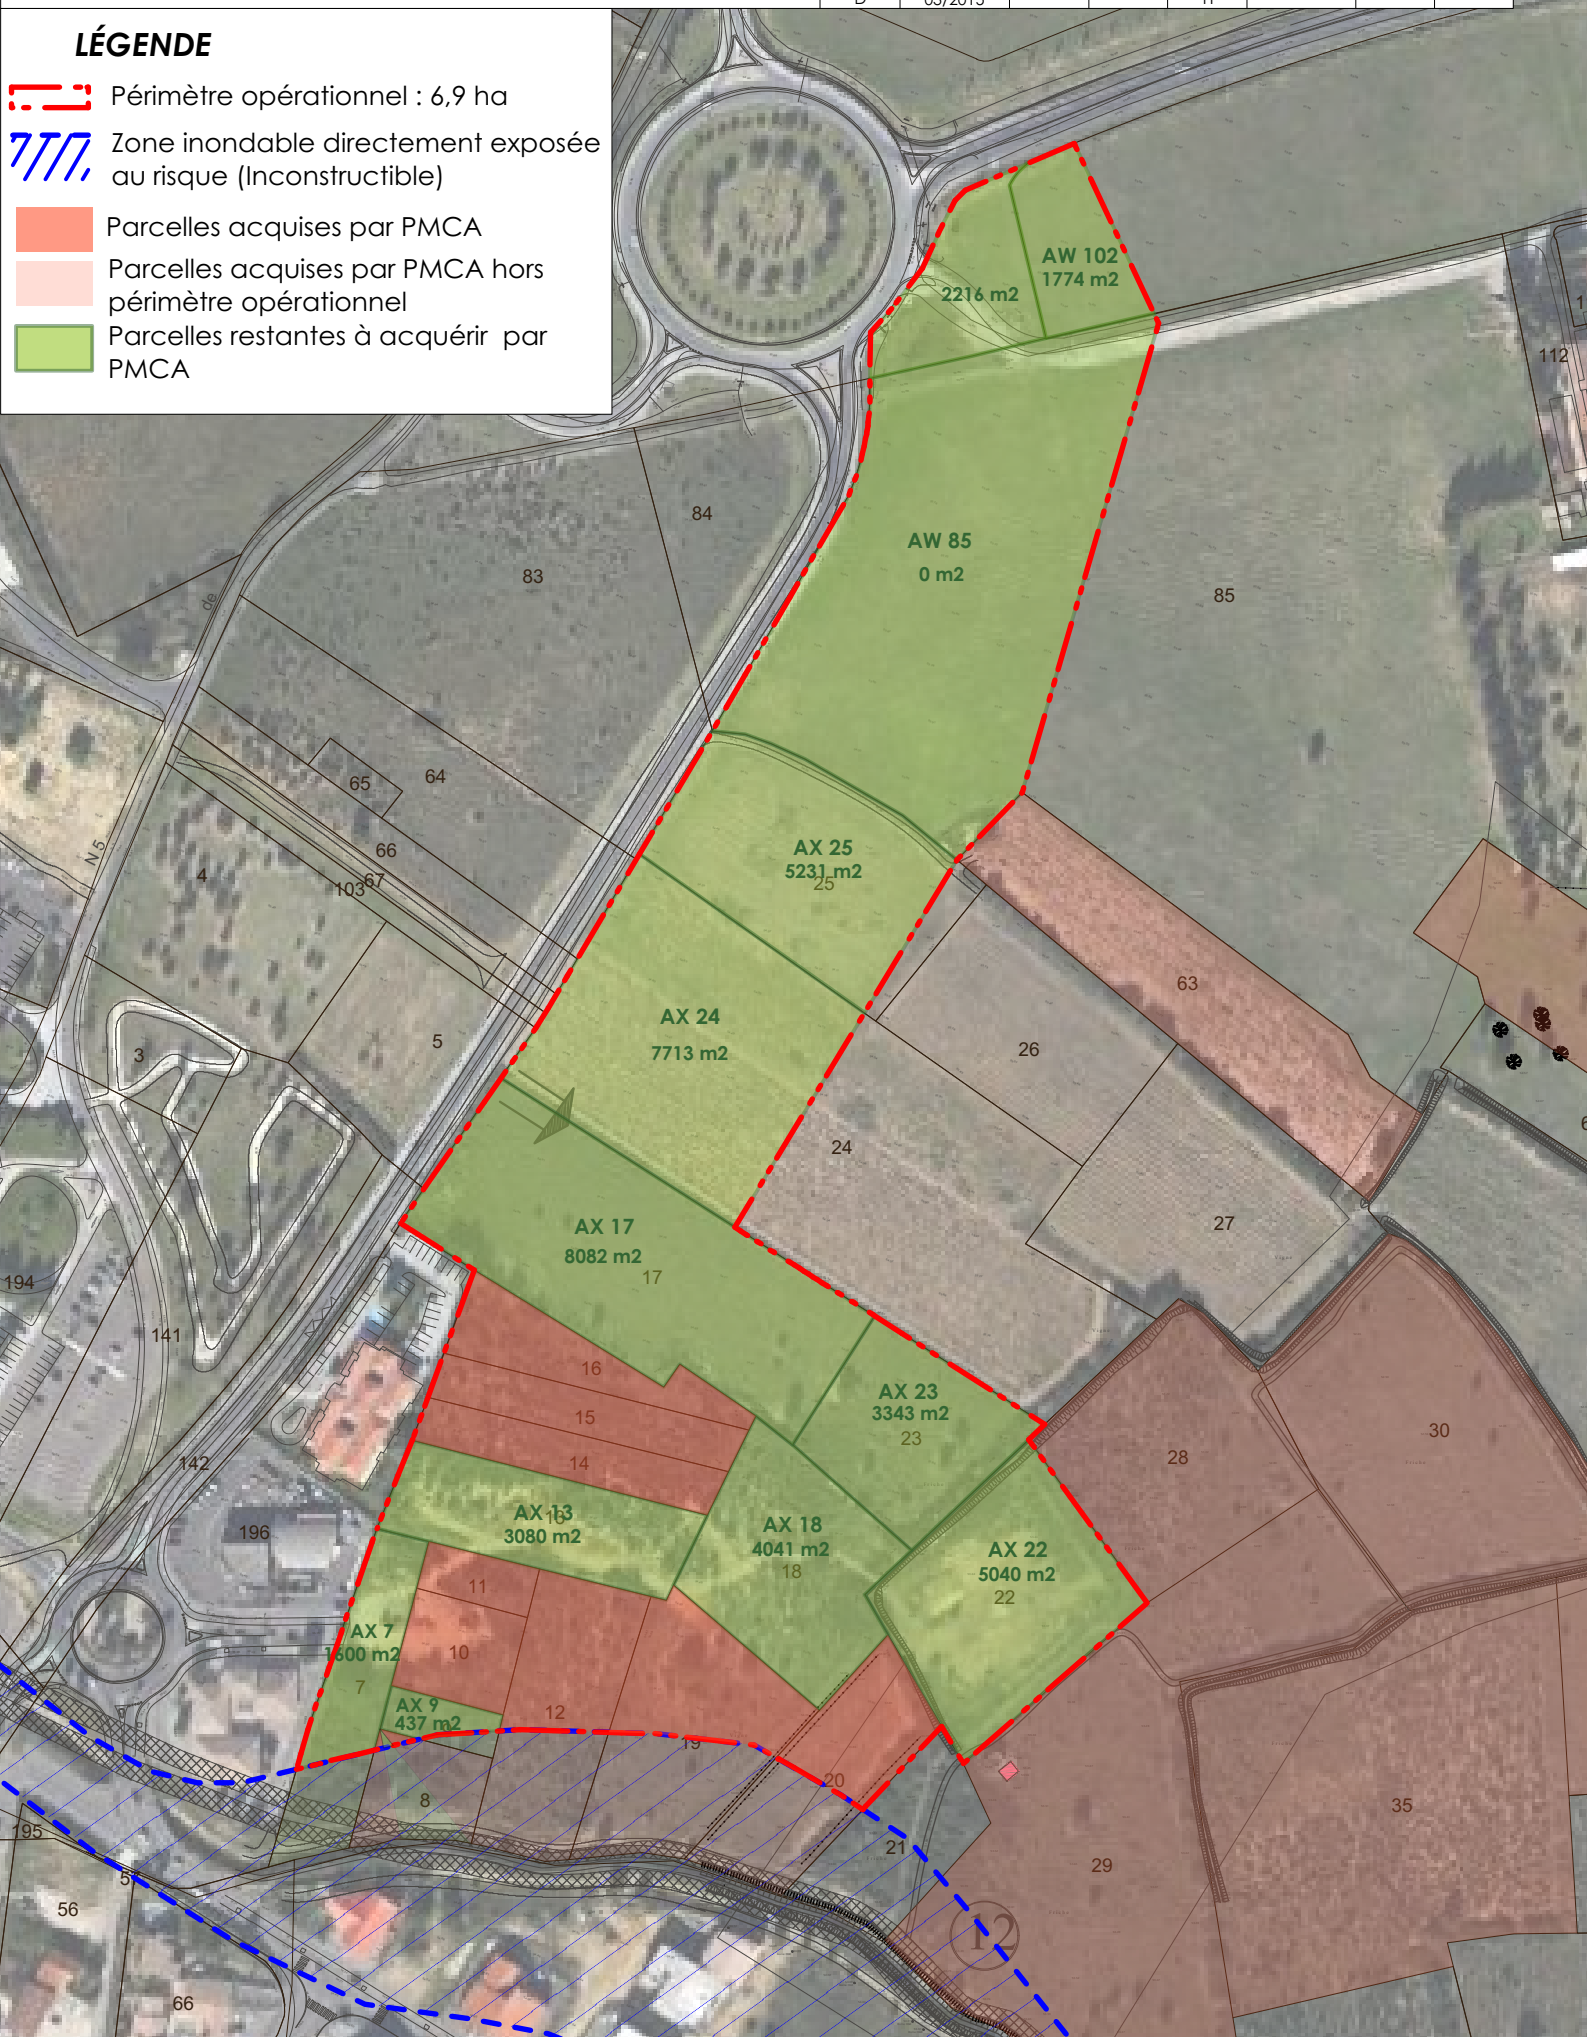 D
03/2015
LÉGENDE
Périmètre opérationnel : 6,9 ha
Zone inondable directement exposée
au risque (Inconstructible)
Parcelles acquises par PMCA
Parcelles acquises par PMCA hors
périmètre opérationnel
Parcelles restantes à acquérir par
PMCA
AW 102
1774 m2
2216 m2
112
84
83
AW 85
0 m2
85
de
65
64
66
67
103
N 5
4
AX 25
5231 m2
25
63
AX 24
7713 m2
5
3
26
24
27
AX 17
8082 m2
17
194
141
16
15
14
AX 23
3343 m2
23
28
30
142
196
AX 13
3080 m2
AX 18
4041 m2
18
AX 22
5040 m2
22
11
10
AX 7
1600 m2
7
AX 9
437 m2
12
19
20
8
21
35
29
195
57
56
12
66